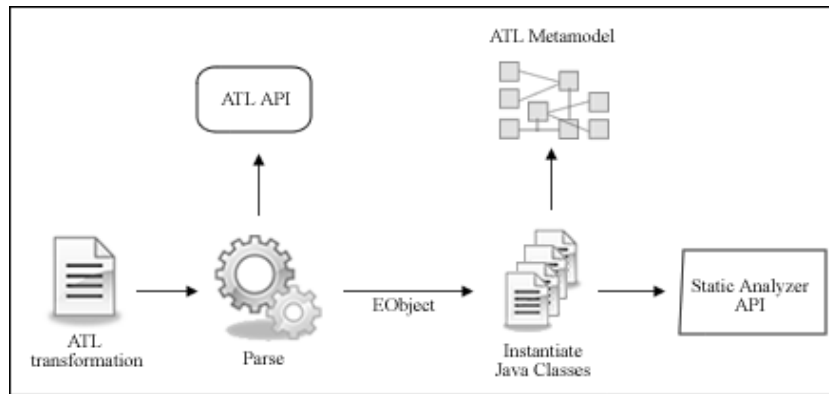 ATL Metamodel
ATL API
EObject
Static Analyzer
API
ATL
transformation
Parse
Instantiate
Java Classes